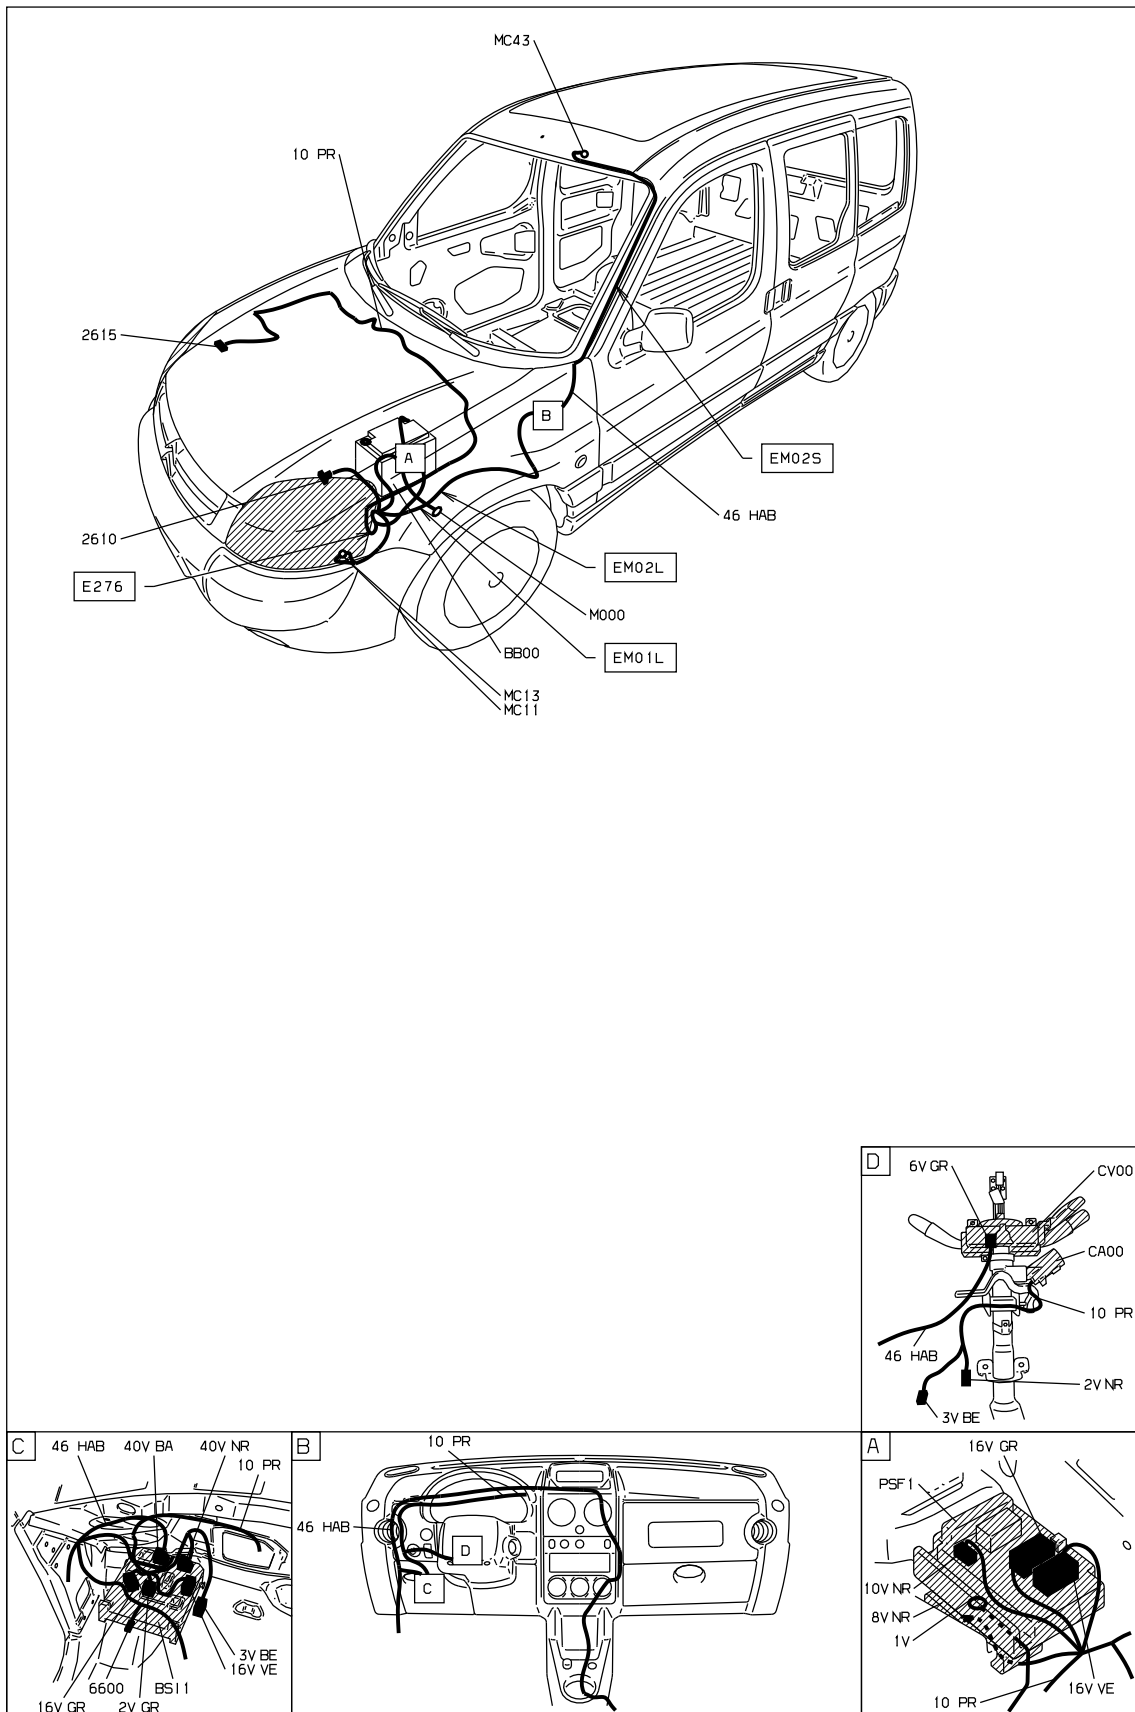 MC43
10 PR
2615
B
A
EM02S
46 HAB
2610
E276
EM02L
M000
BB00
EM01L
MC13
MC11
D
6V GR
CV00
CA00
10 PR
46 HAB
2V NR
3V BE
C
46 HAB
40V BA
40V NR
10 PR
3V BE
16V VE
6600
BSI1
16V GR
2V GR
B
10 PR
46 HAB
D
C
A
16V GR
PSF1
10V NR
8V NR
1V
16V VE
10 PR